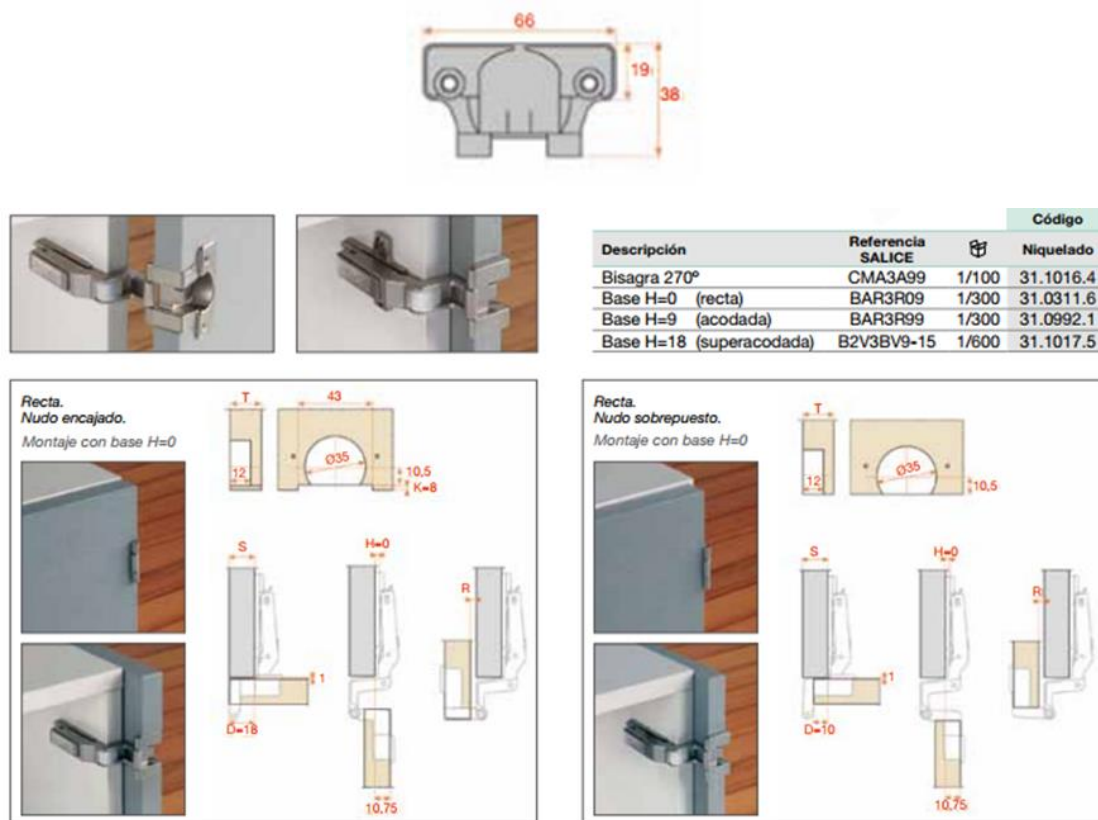 66
19
38
Código
Descripción Referencia SALICE Niquelado
Bisagra 270º CMA3A99 1/100 31.1016.4
Base H=0 (recta) BAR3R09 1/300 31.0311.6
Base H=9 (acodada) BAR3R99 1/300 31.0992.1
Base H=18 (superacodada) B2V3BV9-15 1/600 31.1017.5
Recta.
Nudo encajado.
Montaje con base H=0
T
43
12
Ø35
10,5
K=8
S
H=0
R
1
D=18
10,75
Recta.
Nudo sobrepuesto.
Montaje con base H=0
T
12
Ø35
10,5
S
H=0
R
1
D=10
10,75